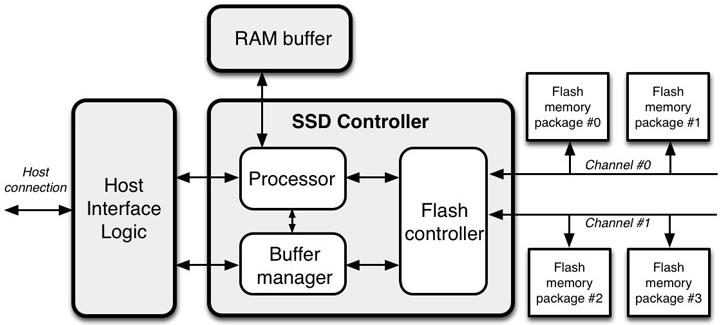 RAM buffer
SSD Controller
Host
connection
Host
Interface
Logic
Processor
Buffer
manager
Flash
controller
Flash
memory
package #0
Flash
memory
package #1
Channel #0
Channel #1
Flash
memory
package #2
Flash
memory
package #3